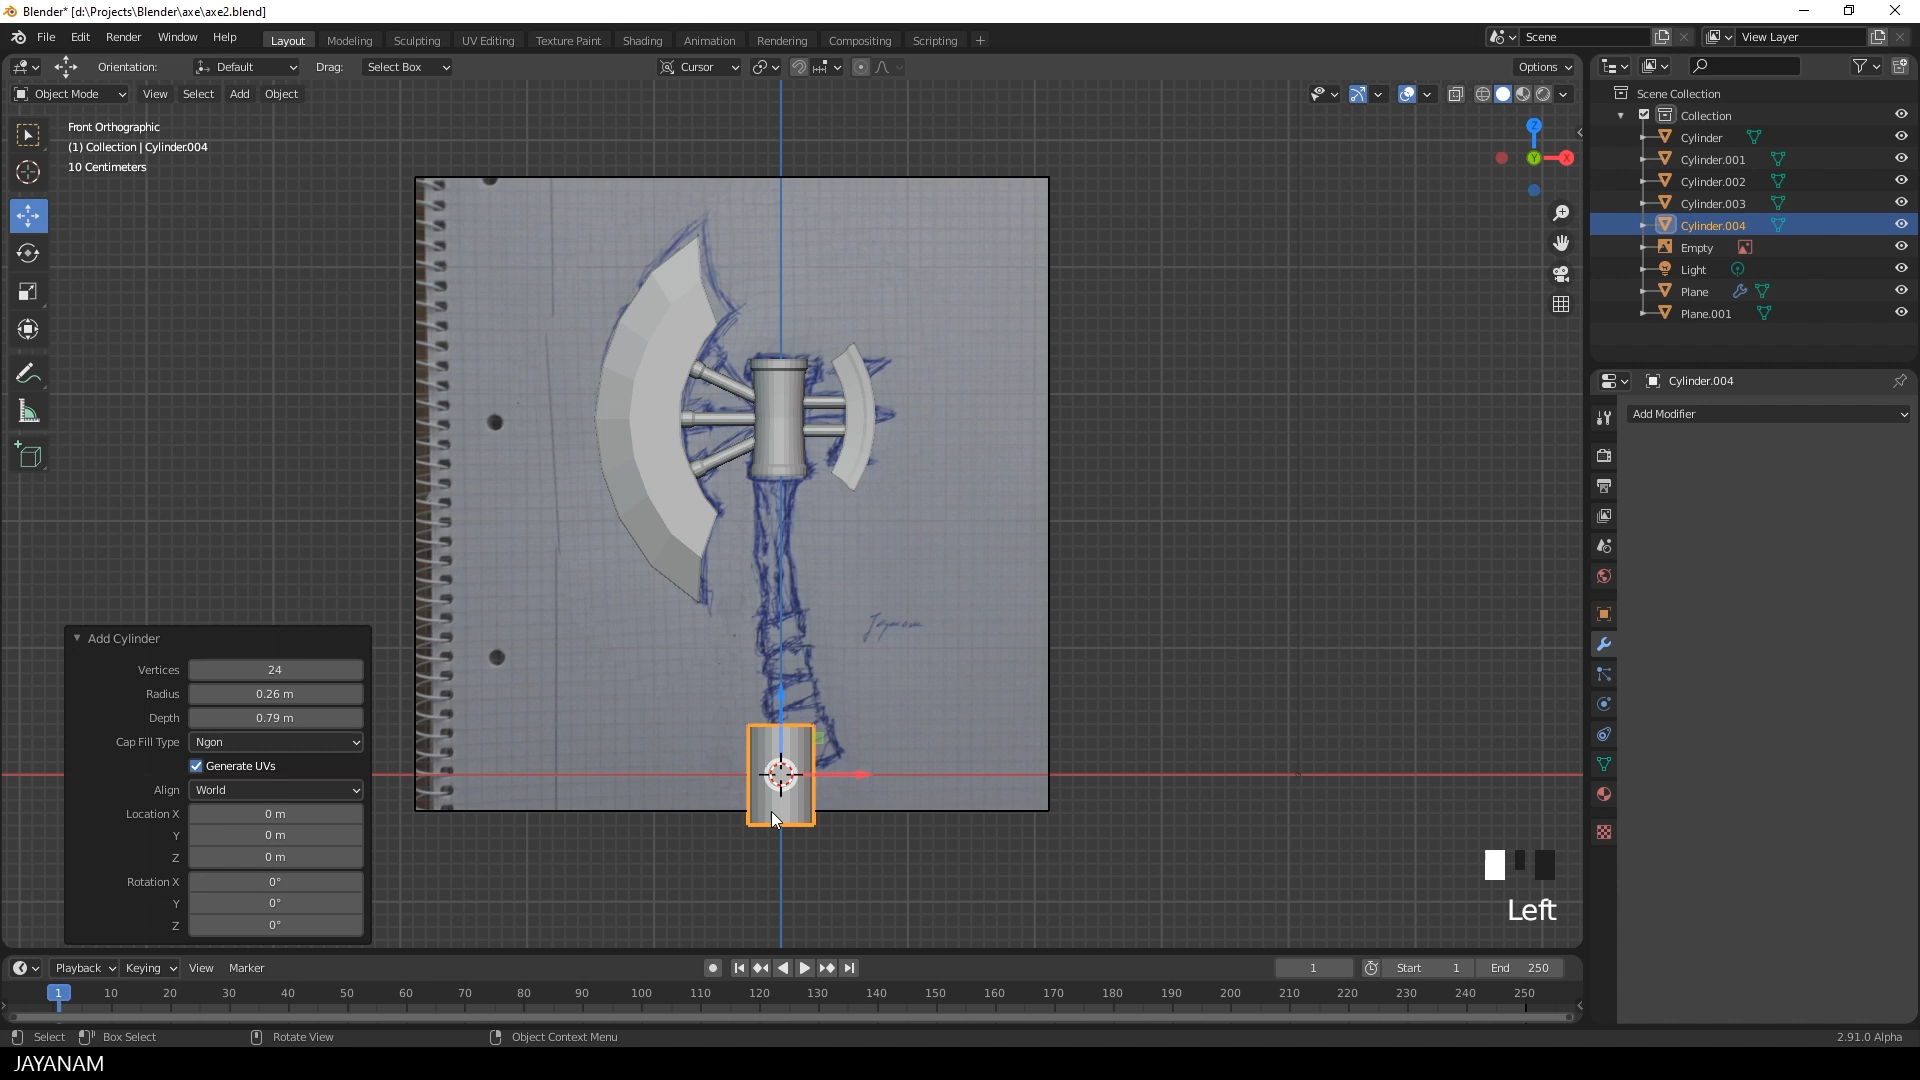 Blender* [d:\Projects\Blender\axe\axe2.blend]
File Edit Render Window Help Layout Modeling Sculpting UV Editing Texture Paint Shading Animation Rendering Compositing Scripting + Scene View Layer
Orientation: Default Drag: Select Box Cursor Options
Object Mode View Select Add Object
Scene Collection
Collection
Cylinder
Cylinder.001
Cylinder.002
Cylinder.003
Cylinder.004
Empty
Light
Plane
Plane.001
Front Orthographic
(1) Collection | Cylinder.004
10 Centimeters
Z
Y
X
Cylinder.004
Add Modifier
Jayanam
Add Cylinder
Vertices 24
Radius 0.26 m
Depth 0.79 m
Cap Fill Type Ngon
Generate UVs
Align World
Location X 0 m
Y 0 m
Z 0 m
Rotation X 0°
Y 0°
Z 0°
Left
Playback Keying View Marker 1 Start 1 End 250
1 10 20 30 40 50 60 70 80 90 100 110 120 130 140 150 160 170 180 190 200 210 220 230 240 250
Select Box Select Rotate View Object Context Menu 2.91.0 Alpha
JAYANAM